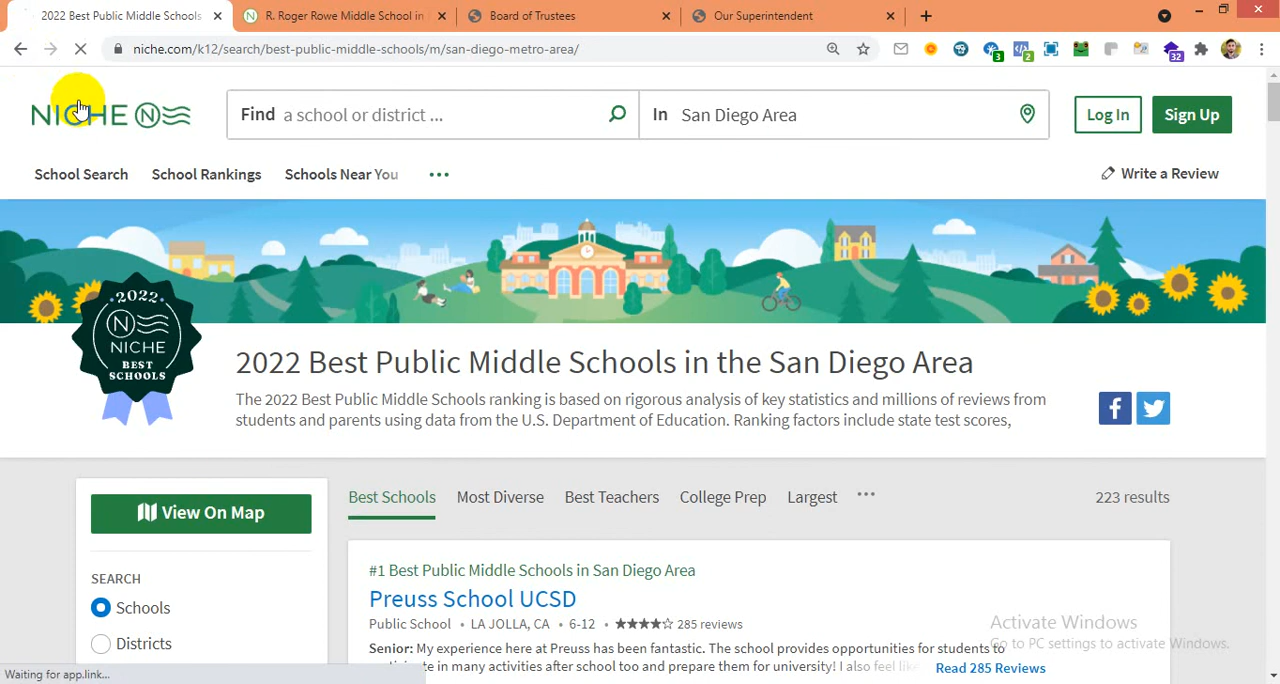 2022 Best Public Middle Schools
R. Roger Rowe Middle School in
Board of Trustees
Our Superintendent
niche.com/k12/search/best-public-middle-schools/m/san-diego-metro-area/
3
2
32
NICHE
Find a school or district ...
In San Diego Area
Log In
Sign Up
School Search
School Rankings
Schools Near You
Write a Review
2022
NICHE
BEST
SCHOOLS
2022 Best Public Middle Schools in the San Diego Area
The 2022 Best Public Middle Schools ranking is based on rigorous analysis of key statistics and millions of reviews from
students and parents using data from the U.S. Department of Education. Ranking factors include state test scores,
View On Map
SEARCH
Schools
Districts
Best Schools
Most Diverse
Best Teachers
College Prep
Largest
223 results
#1 Best Public Middle Schools in San Diego Area
Preuss School UCSD
Public School • LA JOLLA, CA • 6-12 • 285 reviews
Senior: My experience here at Preuss has been fantastic. The school provides opportunities for students to
in many activities after school too and prepare them for university! I also feel
Read 285 Reviews
Activate Windows
Go to PC settings to activate Windows.
Waiting for app.link...